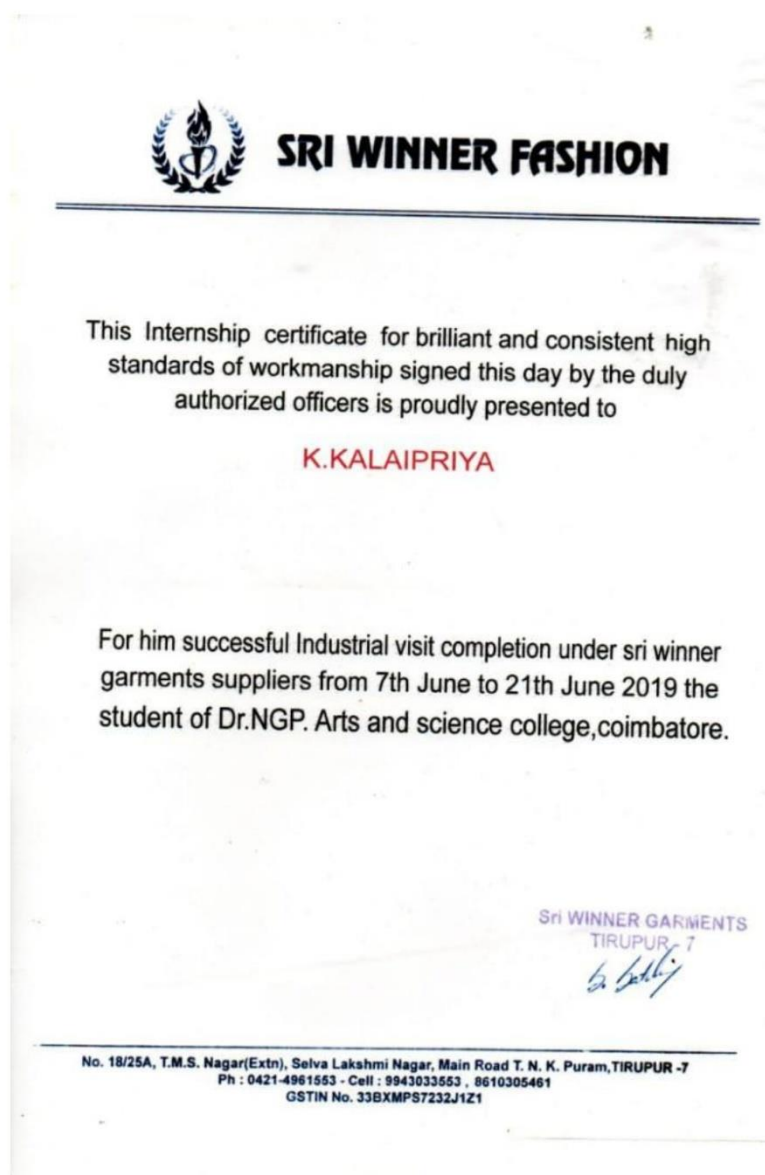 SRI WINNER FASHION
This Internship certificate for brilliant and consistent high
standards of workmanship signed this day by the duly
authorized officers is proudly presented to
K.KALAIPRIYA
For him successful Industrial visit completion under sri winner
garments suppliers from 7th June to 21th June 2019 the
student of Dr.NGP. Arts and science college,coimbatore.
Sri WINNER GARMENTS
TIRUPUR - 7
No. 18/25A, T.M.S. Nagar(Extn), Selva Lakshmi Nagar, Main Road T. N. K. Puram,TIRUPUR -7
Ph : 0421-4961553 - Cell : 9943033553 , 8610305461
GSTIN No. 33BXMPS7232J1Z1